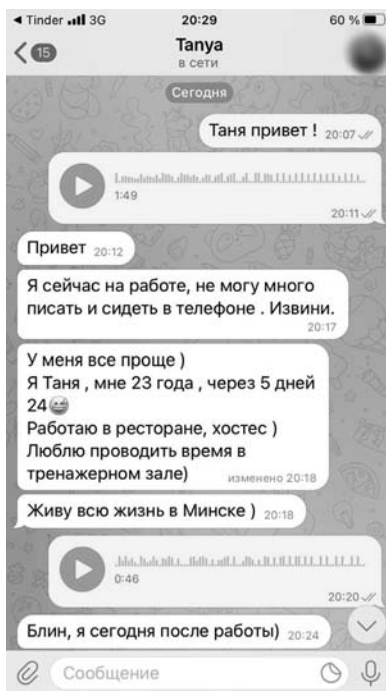 ◄ Tinder 3G 20:29 60 %
15 Tanya
в сети
Сегодня
Таня привет ! 20:07
1:49
20:11
Привет 20:12
Я сейчас на работе, не могу много
писать и сидеть в телефоне . Извини.
20:17
У меня все проще )
Я Таня , мне 23 года , через 5 дней
24😅
Работаю в ресторане, хостес )
Люблю проводить время в
тренажерном зале) изменено 20:18
Живу всю жизнь в Минске ) 20:18
0:46
20:20
Блин, я сегодня после работы) 20:24
Сообщение